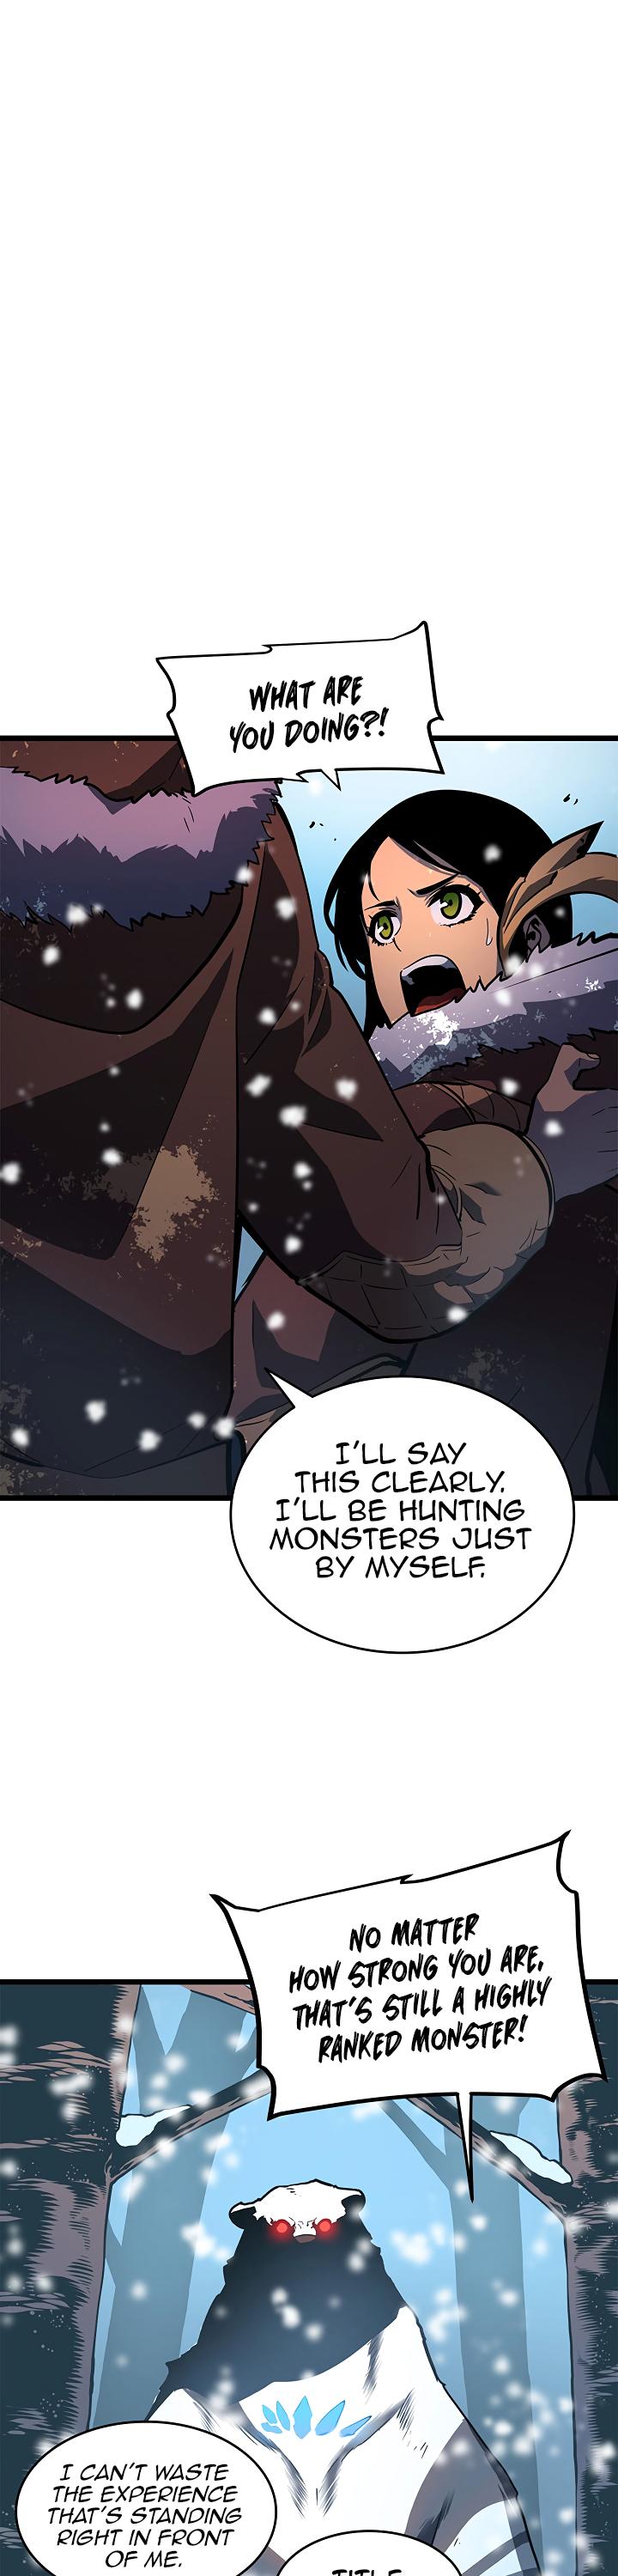 WHAT ARE
YOU DOING?!
I'LL SAY
THIS CLEARLY.
I'LL BE HUNTING
MONSTERS JUST
BY MYSELF.
NO MATTER
HOW STRONG YOU ARE,
THAT'S STILL A HIGHLY
RANKED MONSTER!
I CAN'T WASTE
THE EXPERIENCE
THAT'S STANDING
RIGHT IN FRONT
OF ME.
TITLE